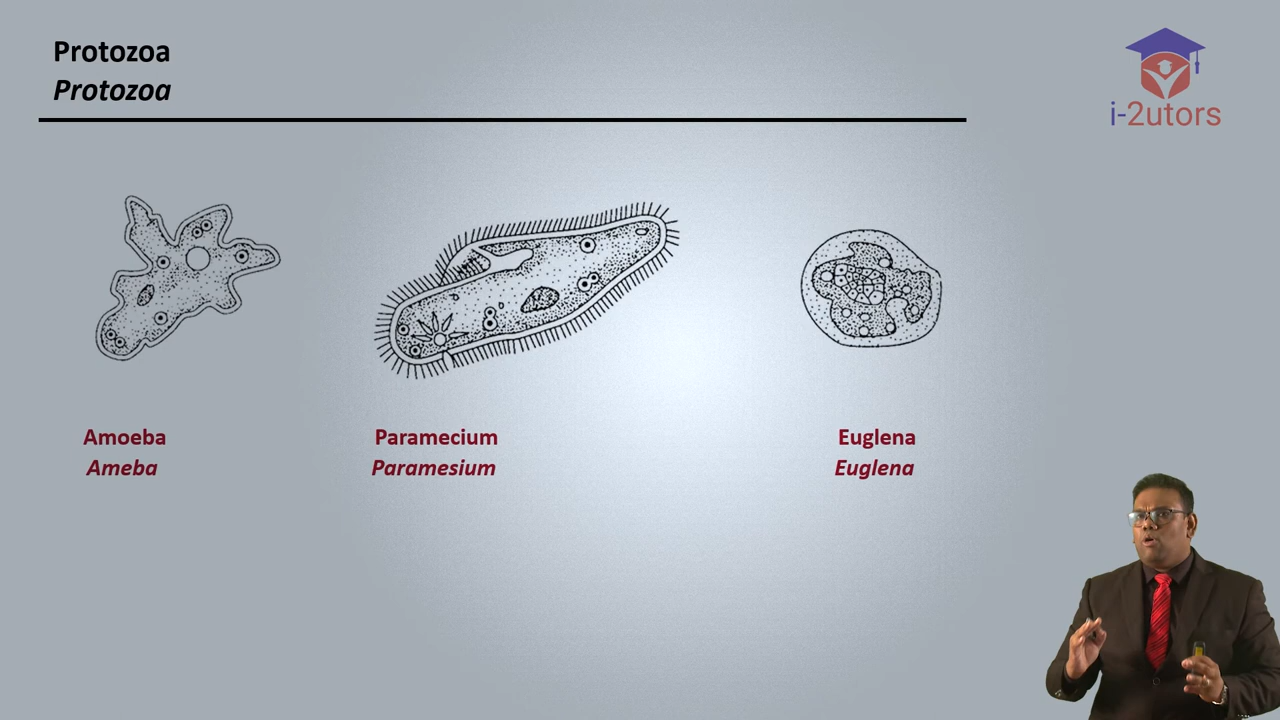 Protozoa
Protozoa
i-2utors
Amoeba
Ameba
Paramecium
Paramesium
Euglena
Euglena